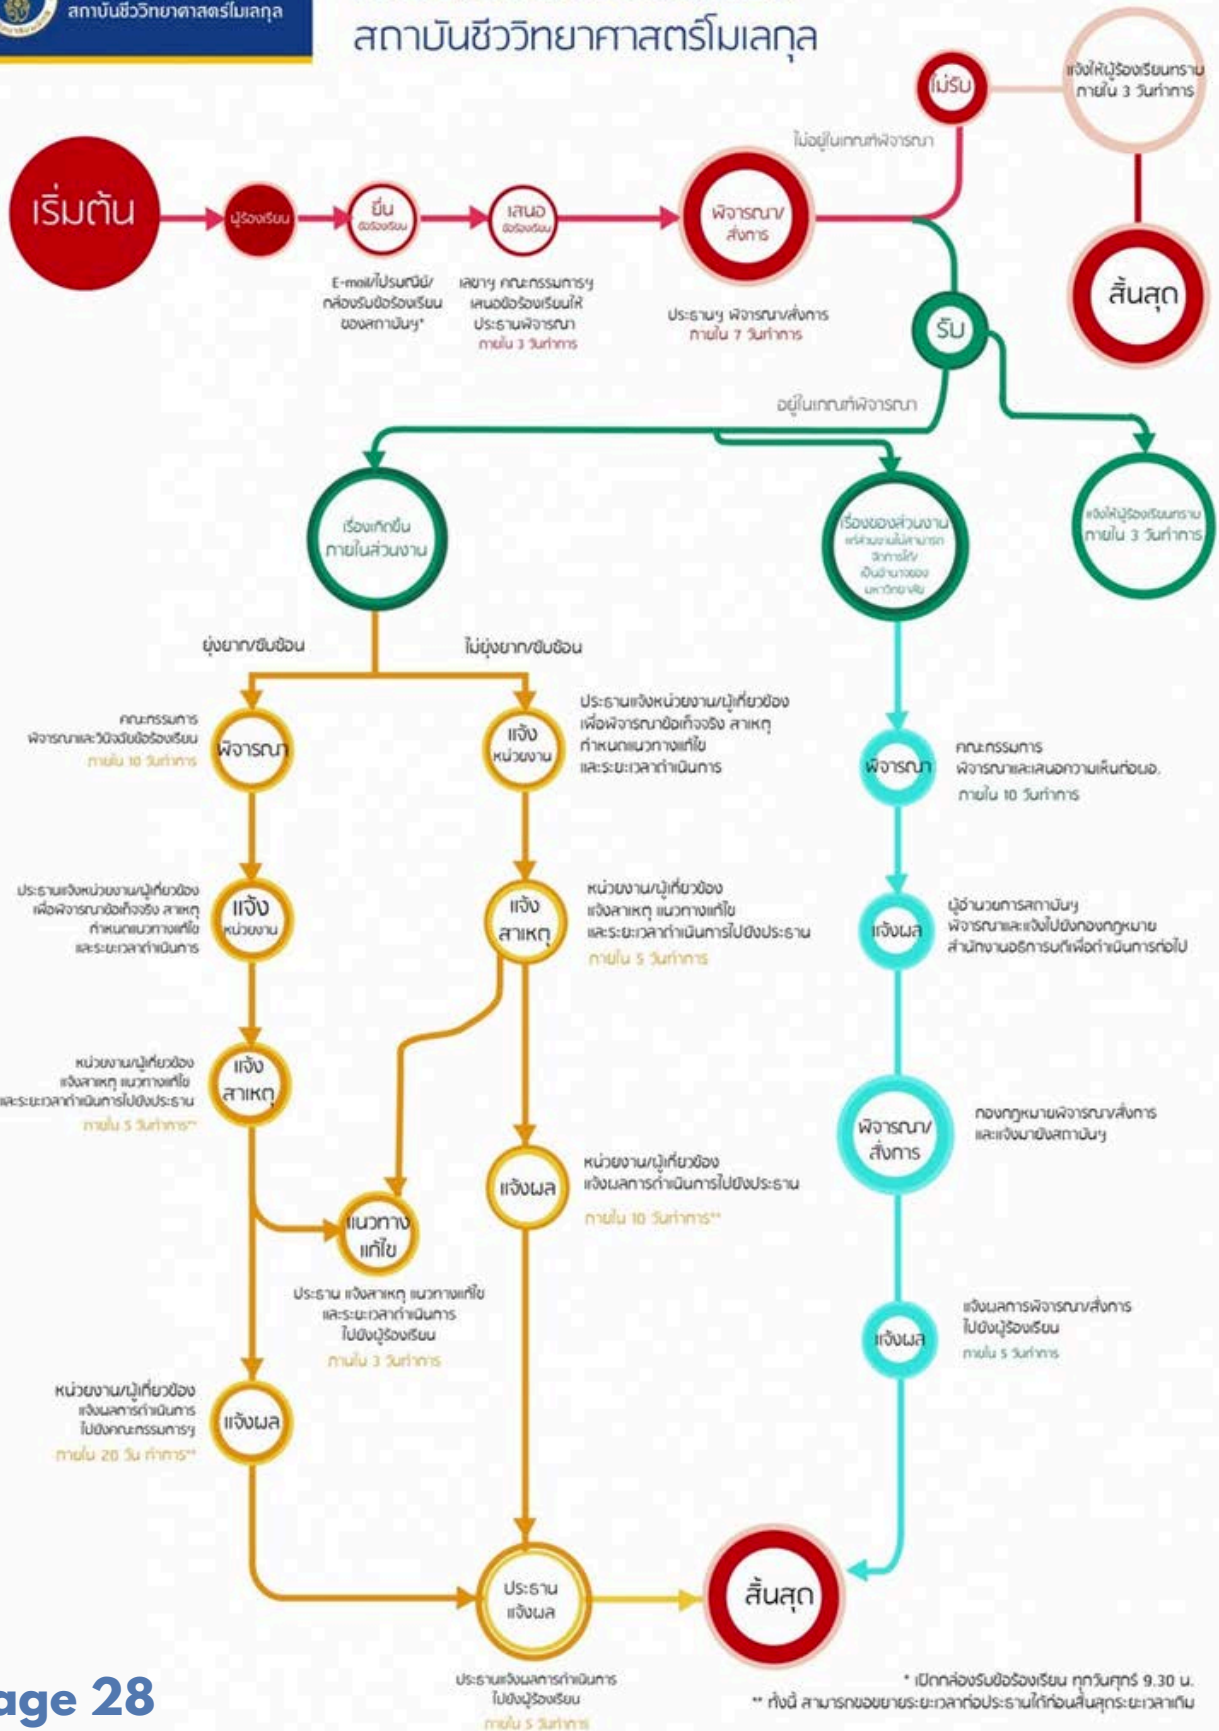 สถาบันชีววิทยาศาสตร์โมเลกุล
สถาบันชีววิทยาศาสตร์โมเลกุล
ไม่รับ
แจ้งให้ผู้ร้องเรียนทราบ
ภายใน 3 วันทำการ
ไม่อยู่ในเกณฑ์พิจารณา
เริ่มต้น
ผู้ร้องเรียน
ยื่น
ข้อร้องเรียน
เสนอ
ข้อร้องเรียน
พิจารณา/
สั่งการ
สิ้นสุด
E-mail/ไปรษณีย์/
กล่องรับข้อร้องเรียน
ของสถาบันฯ*
เลขาฯ คณะกรรมการฯ
เสนอข้อร้องเรียนให้
ประธานพิจารณา
ภายใน 3 วันทำการ
ประธานฯ พิจารณา/สั่งการ
ภายใน 7 วันทำการ
รับ
อยู่ในเกณฑ์พิจารณา
เรื่องเกิดขึ้น
ภายในส่วนงาน
เรื่องของส่วนงาน
แต่ส่วนงานไม่สามารถ
จัดการได้/
เป็นอำนาจของ
มหาวิทยาลัย
แจ้งให้ผู้ร้องเรียนทราบ
ภายใน 3 วันทำการ
ยุ่งยาก/ซับซ้อน
ไม่ยุ่งยาก/ซับซ้อน
คณะกรรมการ
พิจารณาและวินิจฉัยข้อร้องเรียน
ภายใน 10 วันทำการ
พิจารณา
แจ้ง
หน่วยงาน
ประธานแจ้งหน่วยงาน/ผู้เกี่ยวข้อง
เพื่อพิจารณาข้อเท็จจริง สาเหตุ
กำหนดแนวทางแก้ไข
และระยะเวลาดำเนินการ
พิจารณา
คณะกรรมการ
พิจารณาและเสนอความเห็นต่อผอ.
ภายใน 10 วันทำการ
ประธานแจ้งหน่วยงาน/ผู้เกี่ยวข้อง
เพื่อพิจารณาข้อเท็จจริง สาเหตุ
กำหนดแนวทางแก้ไข
และระยะเวลาดำเนินการ
แจ้ง
หน่วยงาน
แจ้ง
สาเหตุ
หน่วยงาน/ผู้เกี่ยวข้อง
แจ้งสาเหตุ แนวทางแก้ไข
และระยะเวลาดำเนินการไปยังประธาน
ภายใน 5 วันทำการ
แจ้งผล
ผู้อำนวยการสถาบันฯ
พิจารณาและแจ้งไปยังกองกฎหมาย
สำนักงานอธิการบดีเพื่อดำเนินการต่อไป
หน่วยงาน/ผู้เกี่ยวข้อง
แจ้งสาเหตุ แนวทางแก้ไข
และระยะเวลาดำเนินการไปยังประธาน
ภายใน 5 วันทำการ**
แจ้ง
สาเหตุ
พิจารณา/
สั่งการ
กองกฎหมายพิจารณา/สั่งการ
และแจ้งมายังสถาบันฯ
แจ้งผล
หน่วยงาน/ผู้เกี่ยวข้อง
แจ้งผลการดำเนินการไปยังประธาน
ภายใน 10 วันทำการ**
แนวทาง
แก้ไข
ประธาน แจ้งสาเหตุ แนวทางแก้ไข
และระยะเวลาดำเนินการ
ไปยังผู้ร้องเรียน
ภายใน 3 วันทำการ
แจ้งผล
แจ้งผลการพิจารณา/สั่งการ
ไปยังผู้ร้องเรียน
ภายใน 5 วันทำการ
หน่วยงาน/ผู้เกี่ยวข้อง
แจ้งผลการดำเนินการ
ไปยังคณะกรรมการฯ
ภายใน 20 วัน ทำการ**
แจ้งผล
ประธาน
แจ้งผล
สิ้นสุด
ประธานแจ้งผลการดำเนินการ
ไปยังผู้ร้องเรียน
ภายใน 5 วันทำการ
* เปิดกล่องรับข้อร้องเรียน ทุกวันศุกร์ 9.30 น.
** ทั้งนี้ สามารถขอขยายระยะเวลาต่อประธานได้ก่อนสิ้นสุดระยะเวลาเดิม
age 28